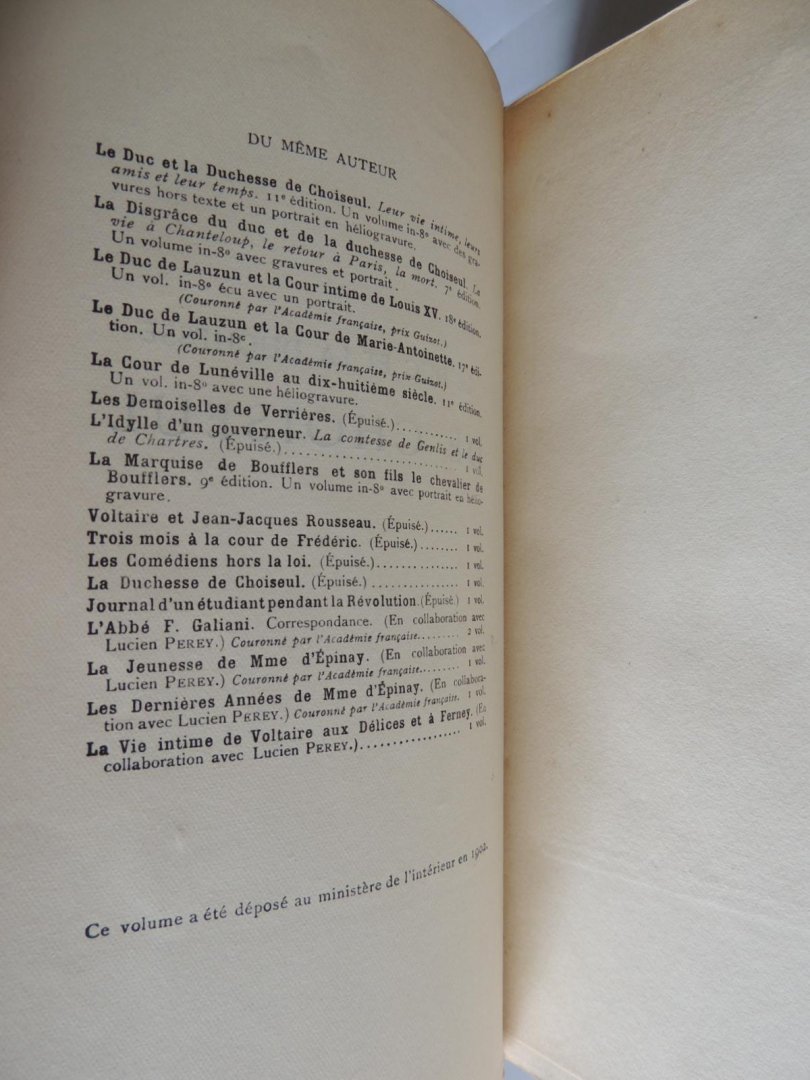 DU MÊME AUTEUR
Le Duc et la Duchesse de Choiseul. Leur vie intime, leurs
amis et leur temps. 11e édition. Un volume in-8º avec des gra-
vures hors texte et un portrait en héliogravure.
La Disgrâce du duc et de la duchesse de Choiseul. La
vie à Chanteloup, le retour à Paris, la mort. 7e édition.
Un volume in-8º avec gravures et portrait.
Le Duc de Lauzun et la Cour intime de Louis XV. 18e édition.
Un vol. in-8º écu avec un portrait.
(Couronné par l'Académie française, prix Guizot.)
Le Duc de Lauzun et la Cour de Marie-Antoinette. 17e édi-
tion. Un vol. in-8º.
(Couronné par l'Académie française, prix Guizot.)
La Cour de Lunéville au dix-huitième siècle. 11e édition.
Un vol. in-8º avec une héliogravure.
Les Demoiselles de Verrières. (Épuisé.) 1 vol.
L'Idylle d'un gouverneur. La comtesse de Genlis et le duc
de Chartres. (Épuisé.) 1 vol.
La Marquise de Boufflers et son fils le chevalier de
Boufflers. 9e édition. Un volume in-8º avec portrait en hélio-
gravure.
Voltaire et Jean-Jacques Rousseau. (Épuisé.) 1 vol.
Trois mois à la cour de Frédéric. (Épuisé.) 1 vol.
Les Comédiens hors la loi. (Épuisé.) 1 vol.
La Duchesse de Choiseul. (Épuisé.) 1 vol.
Journal d'un étudiant pendant la Révolution. (Épuisé.) 1 vol.
L'Abbé F. Galiani. Correspondance. (En collaboration avec
Lucien PEREY.) Couronné par l'Académie française. 2 vol.
La Jeunesse de Mme d'Épinay. (En collaboration avec
Lucien PEREY.) Couronné par l'Académie française. 1 vol.
Les Dernières Années de Mme d'Épinay. (En collabora-
tion avec Lucien PEREY.) Couronné par l'Académie française. 1 vol.
La Vie intime de Voltaire aux Délices et à Ferney. (En
collaboration avec Lucien PEREY.) 1 vol.
Ce volume a été déposé au ministère de l'intérieur en 1902.